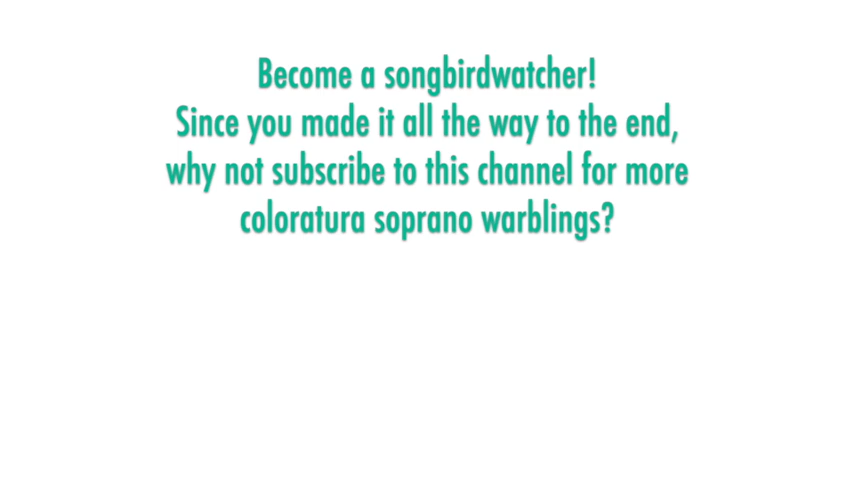 Become a songbirdwatcher!
Since you made it all the way to the end,
why not subscribe to this channel for more
coloratura soprano warblings?